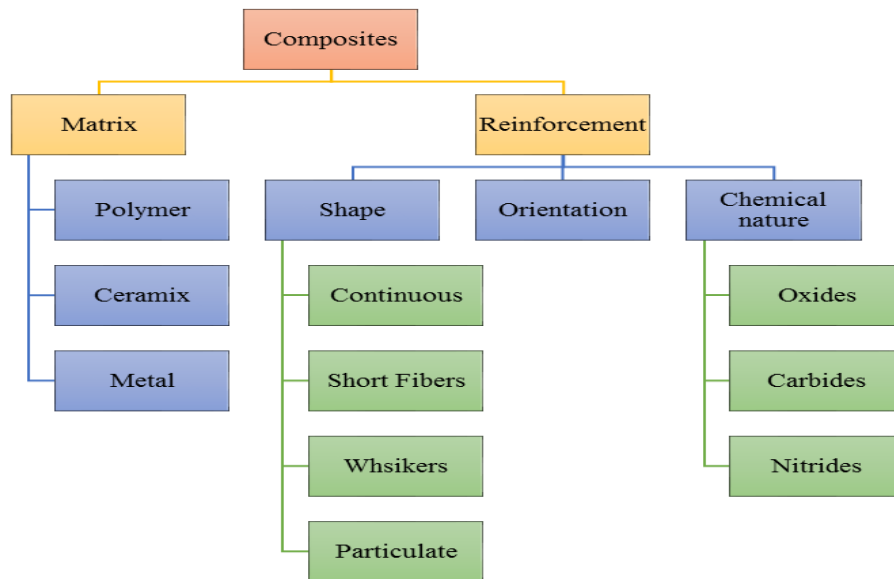 Composites
Matrix
Reinforcement
Polymer
Ceramix
Metal
Shape
Orientation
Chemical
nature
Continuous
Short Fibers
Whsikers
Particulate
Oxides
Carbides
Nitrides